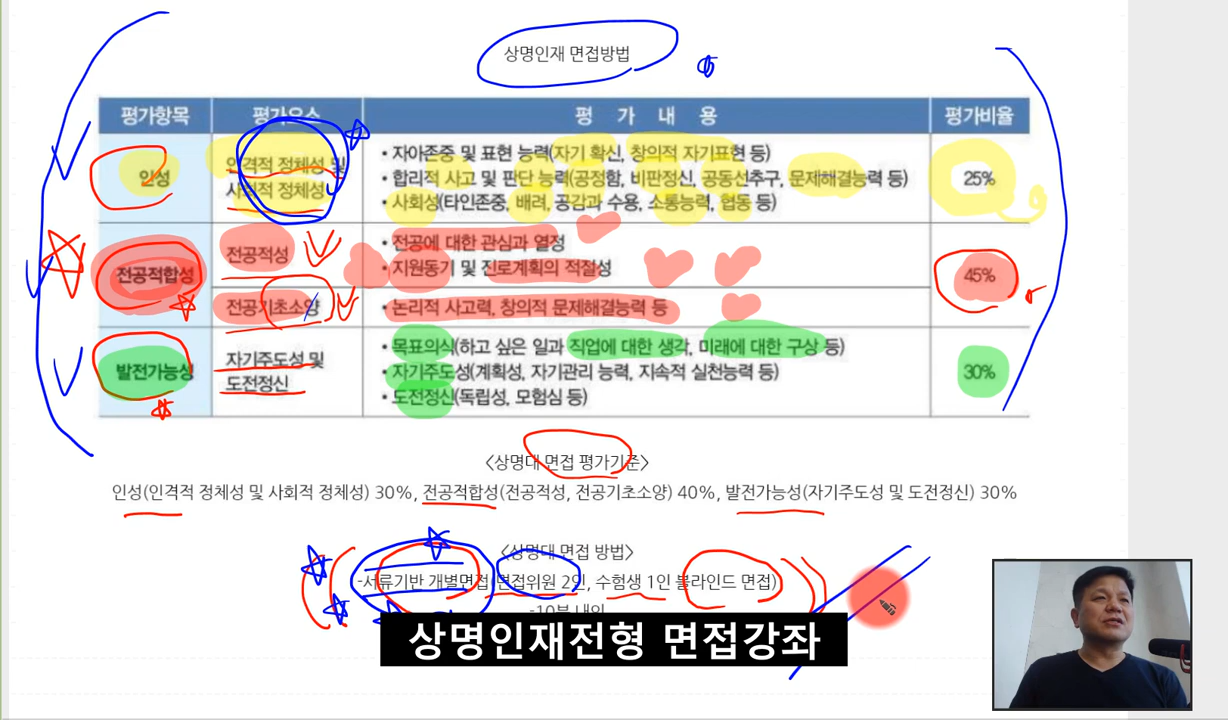 상명인재 면접방법
평가항목 평가요소 평 가 내 용 평가비율
인성
인격적 정체성 및
사회적 정체성
• 자아존중 및 표현 능력(자기 확신, 창의적 자기표현 등)
• 합리적 사고 및 판단 능력(공정함, 비판정신, 공동선추구, 문제해결능력 등)
• 사회성(타인존중, 배려, 공감과 수용, 소통능력, 협동 등)
25%
전공적합성
전공적성
• 전공에 대한 관심과 열정
• 지원동기 및 진로계획의 적절성
45%
전공기초소양
• 논리적 사고력, 창의적 문제해결능력 등
발전가능성
자기주도성 및
도전정신
• 목표의식(하고 싶은 일과 직업에 대한 생각, 미래에 대한 구상 등)
• 자기주도성(계획성, 자기관리 능력, 지속적 실천능력 등)
• 도전정신(독립성, 모험심 등)
30%
<상명대 면접 평가기준>
인성(인격적 정체성 및 사회적 정체성) 30%, 전공적합성(전공적성, 전공기초소양) 40%, 발전가능성(자기주도성 및 도전정신) 30%
<상명대 면접 방법>
-서류기반 개별면접(면접위원 2인, 수험생 1인 블라인드 면접)
-10분 내외
상명인재전형 면접강좌